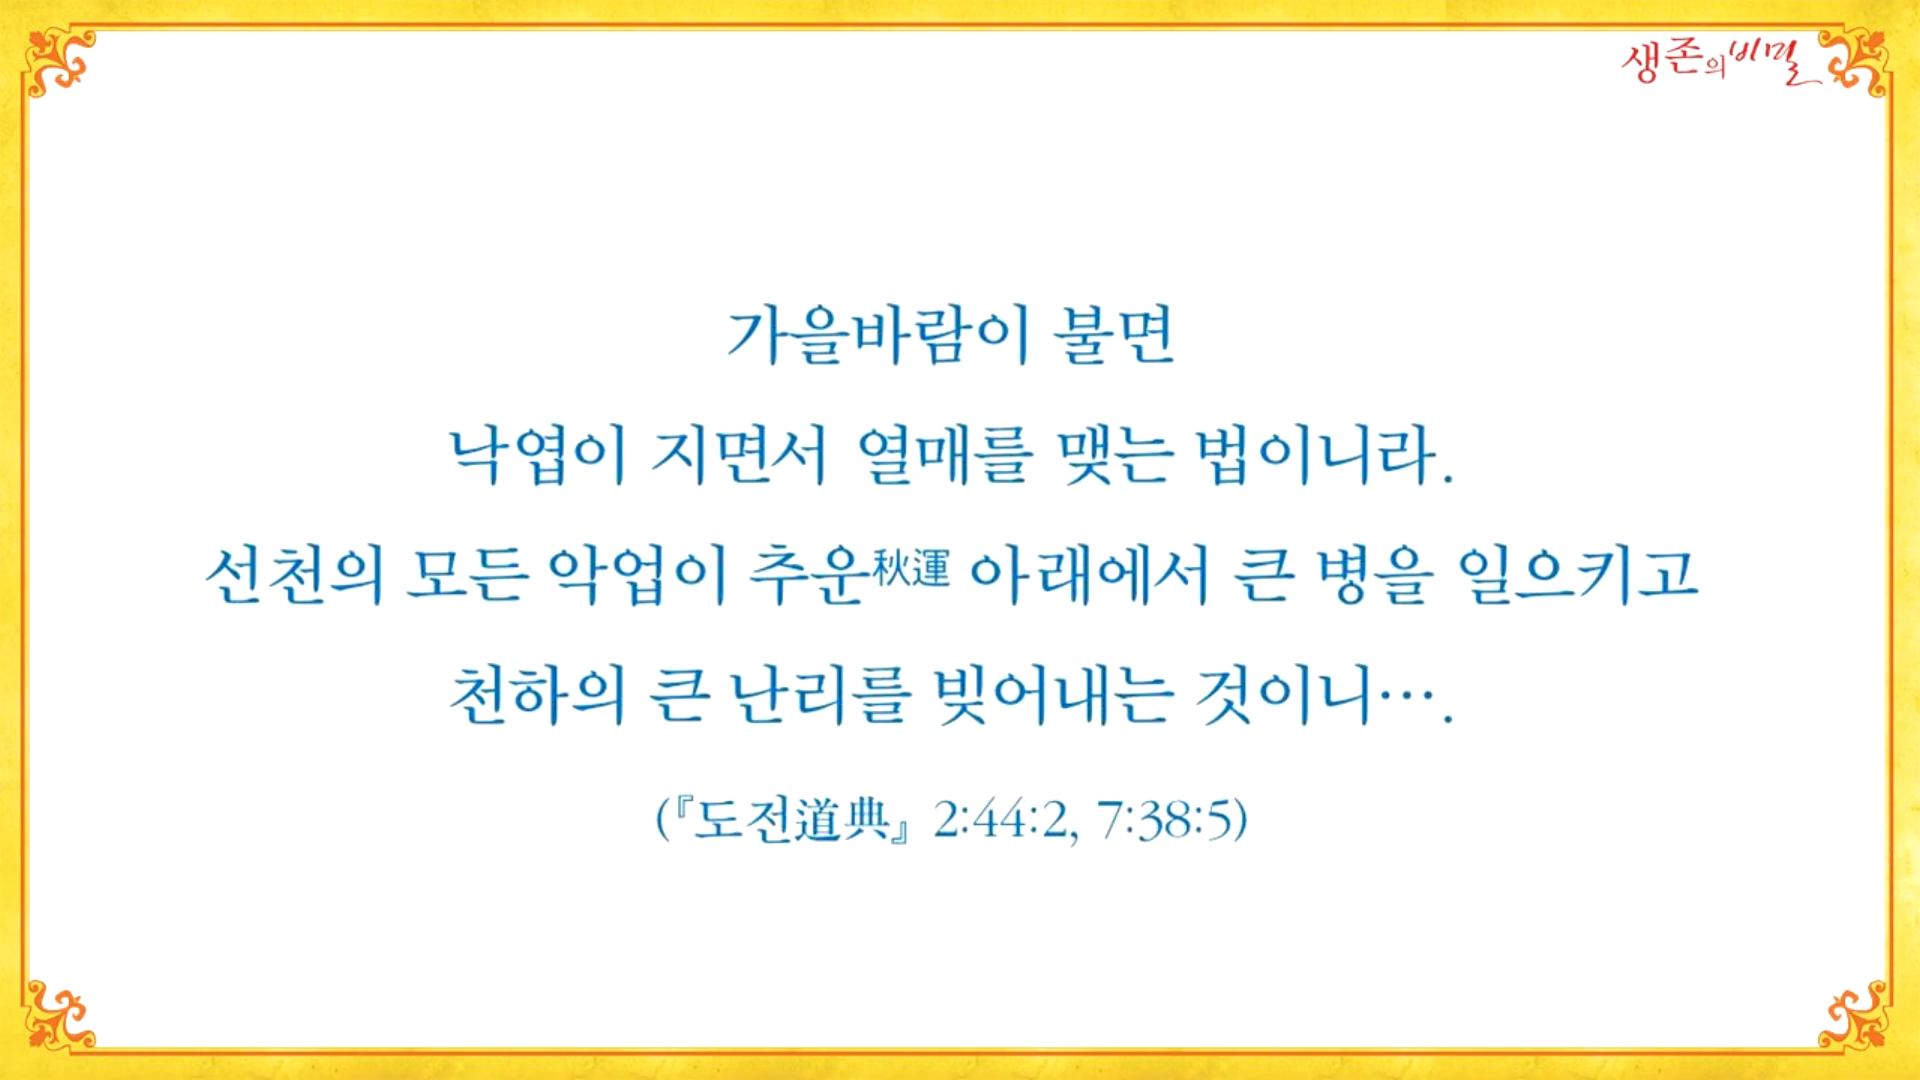 생존의 비밀
가을바람이 불면
낙엽이 지면서 열매를 맺는 법이니라.
선천의 모든 악업이 추운秋運 아래에서 큰 병을 일으키고
천하의 큰 난리를 빚어내는 것이니….
(『도전道典』 2:44:2, 7:38:5)